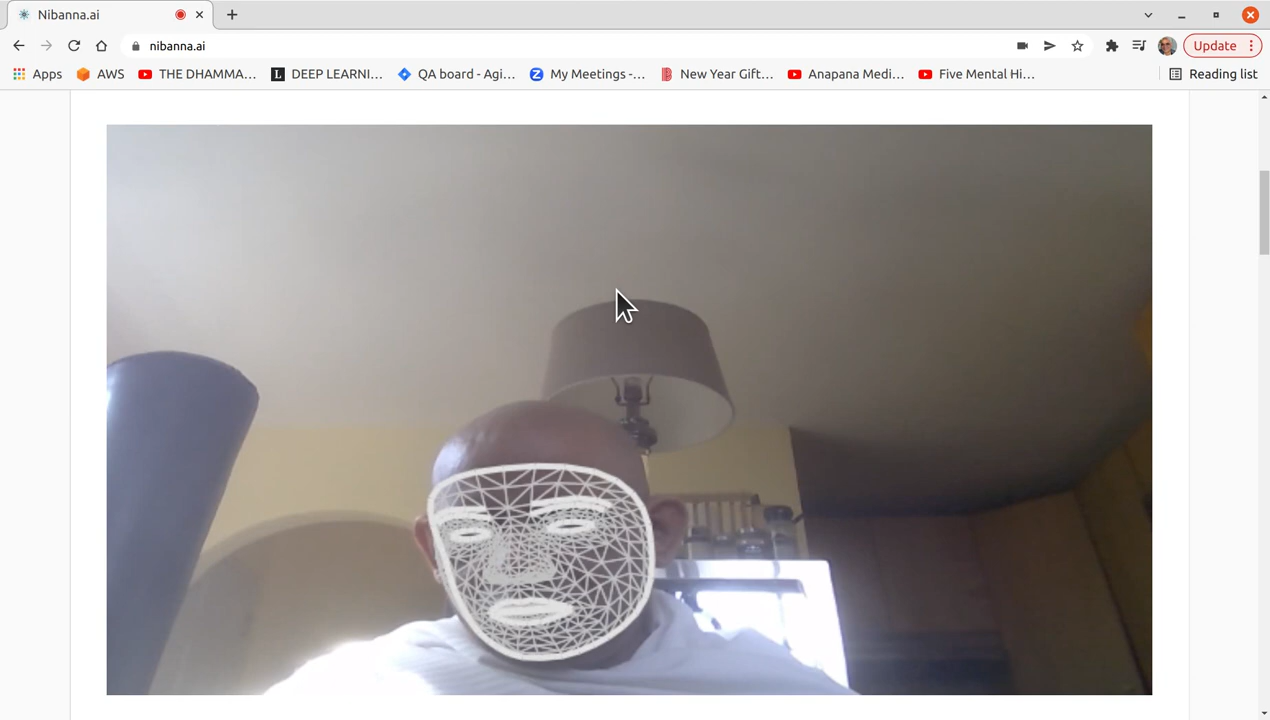 Nibanna.ai
nibanna.ai
Update
Apps AWS THE DHAMMA... DEEP LEARNI... QA board - Agi... My Meetings -... New Year Gift... Anapana Medi... Five Mental Hi... Reading list